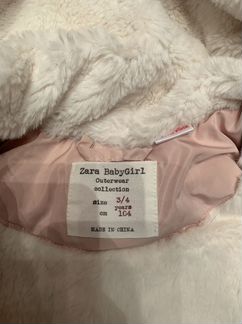 Zara BabyGirl
Outerwear
collection
size 3/4
years
cm 104
MADE IN CHINA